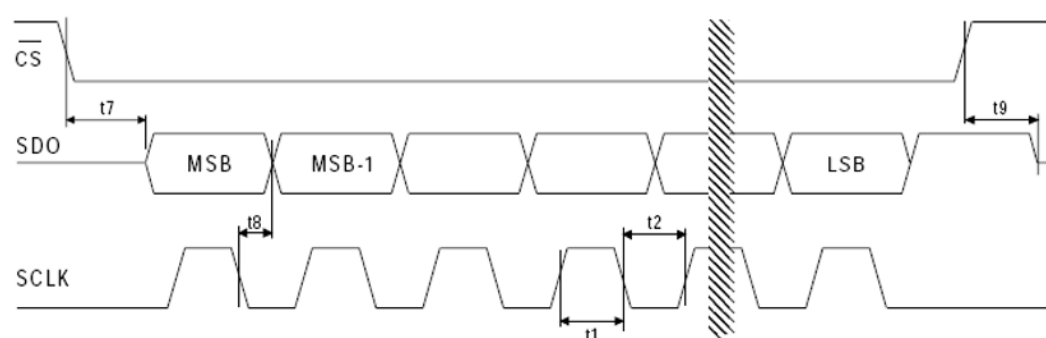 CS
t7
t9
SDO
MSB
MSB-1
LSB
t8
t2
SCLK
t1